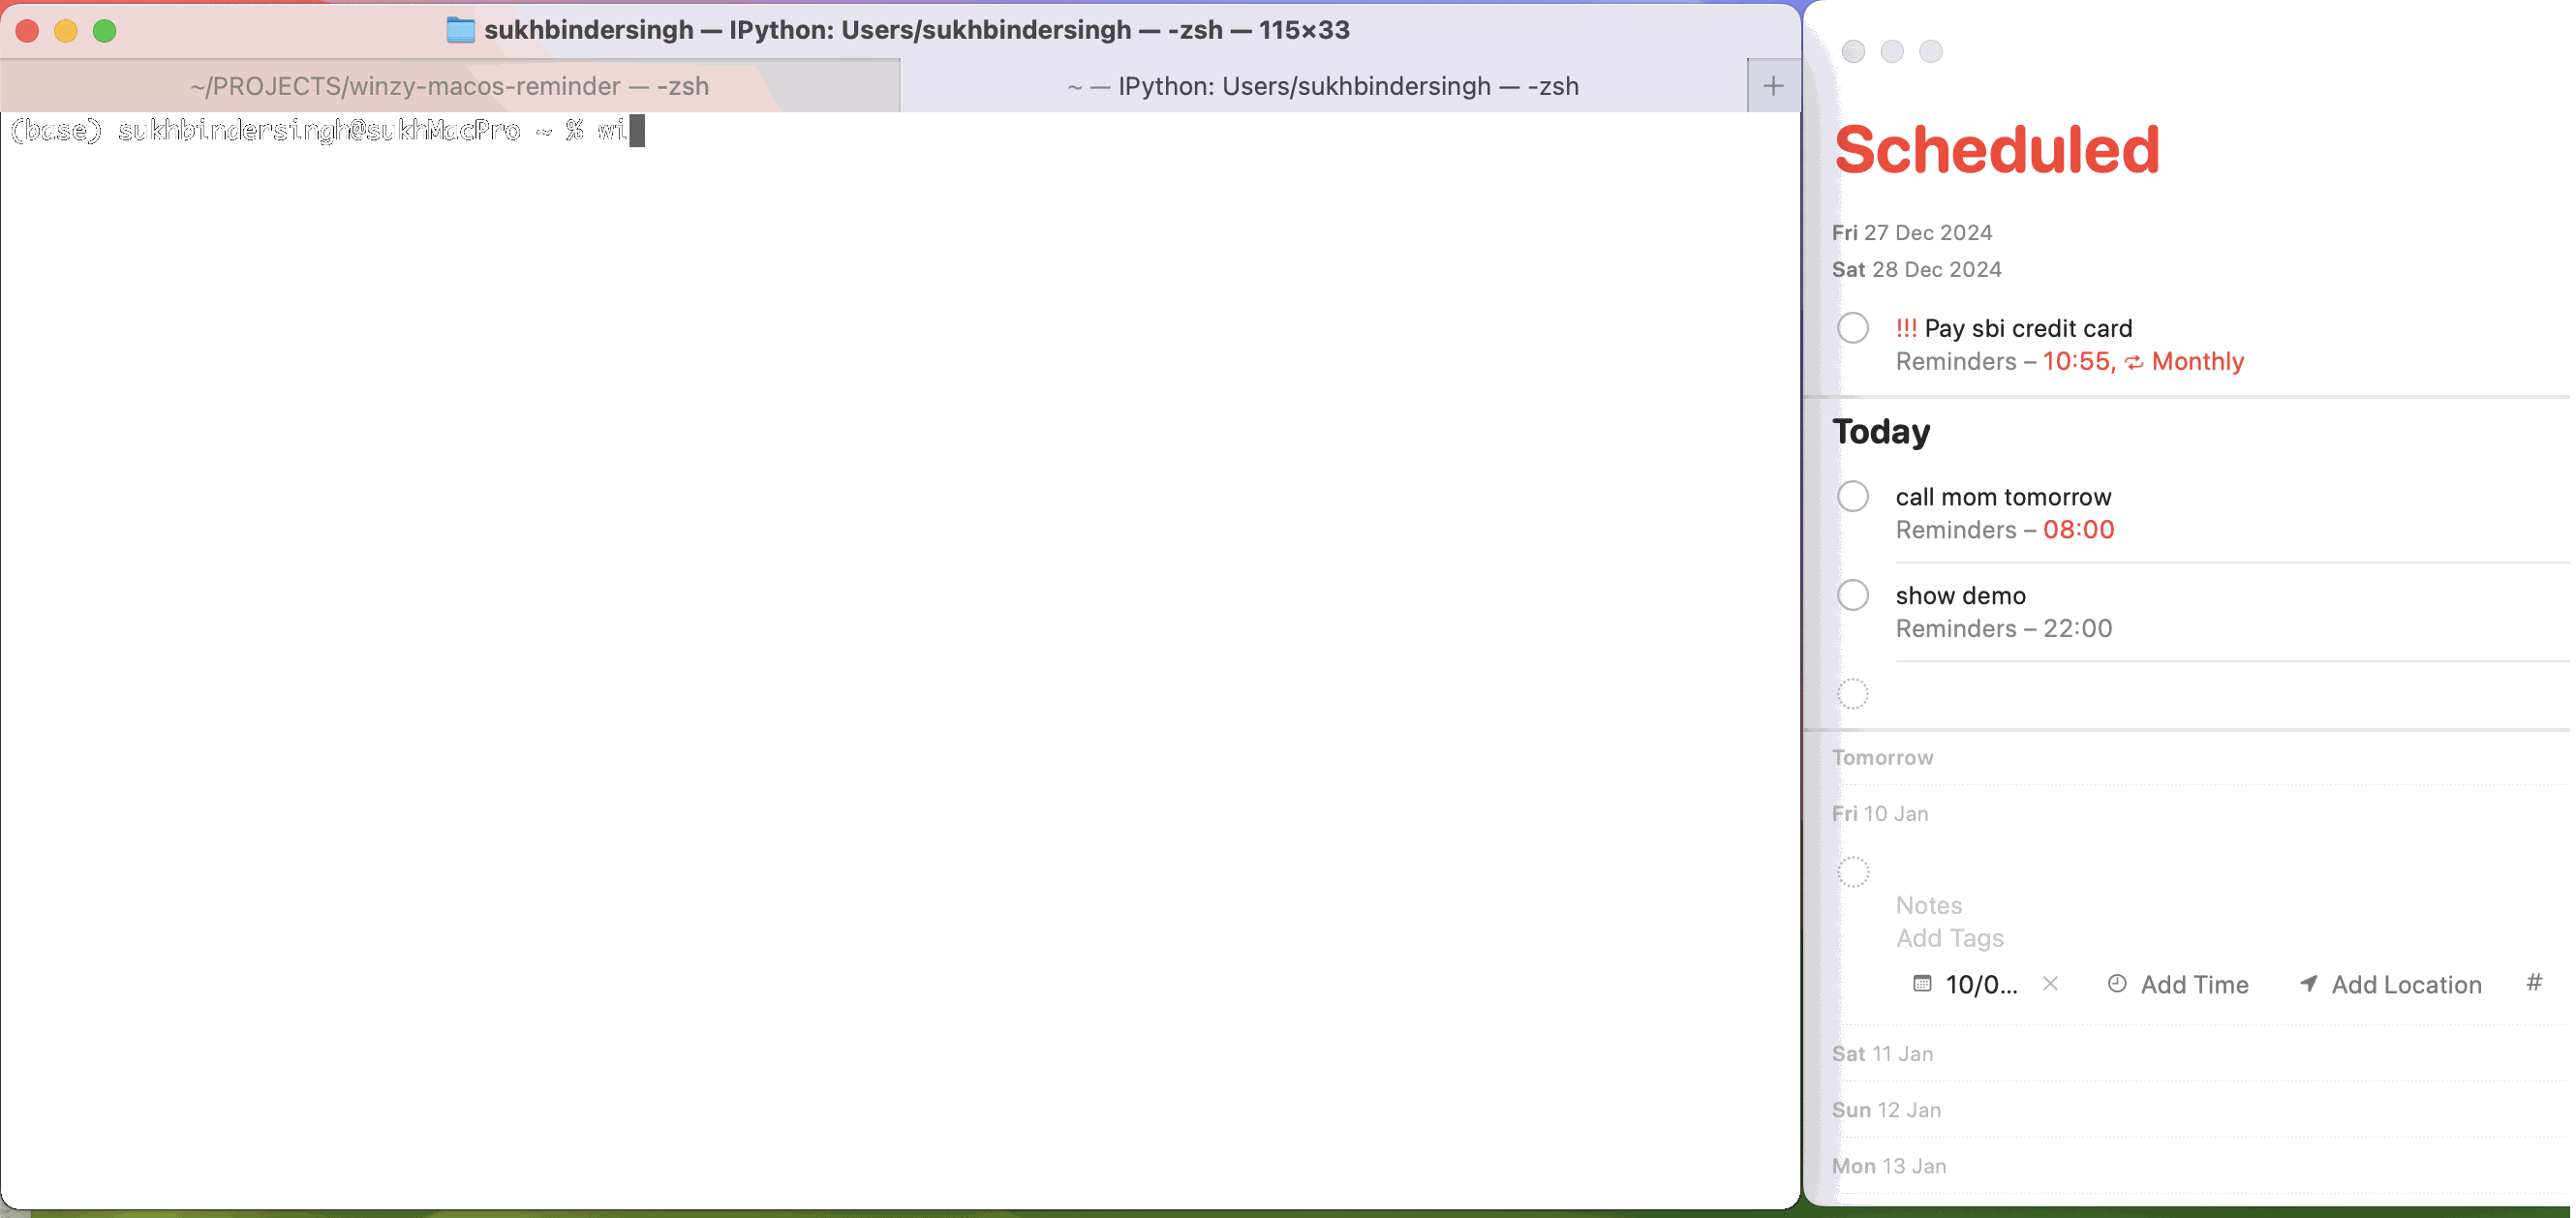 sukhbindersingh — IPython: Users/sukhbindersingh — -zsh — 115×33
~/PROJECTS/winzy-macos-reminder — -zsh
~ — IPython: Users/sukhbindersingh — -zsh
+
(base) sukhbindersingh@sukhMacPro ~ % wi
Scheduled
Fri 27 Dec 2024
Sat 28 Dec 2024
!!! Pay sbi credit card
Reminders – 10:55, Monthly
Today
call mom tomorrow
Reminders – 08:00
show demo
Reminders – 22:00
Tomorrow
Fri 10 Jan
Notes
Add Tags
10/0... × Add Time Add Location #
Sat 11 Jan
Sun 12 Jan
Mon 13 Jan